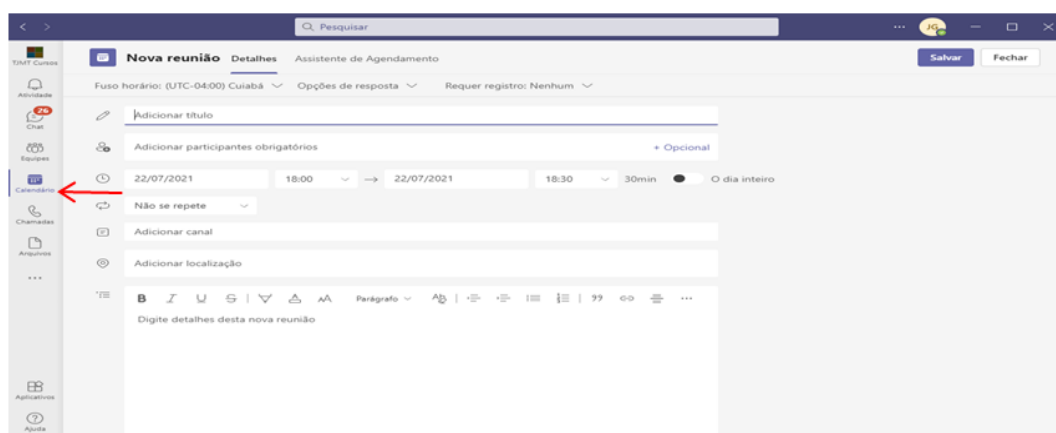 Pesquisar
JG
TJMT Cursos
Atividade
26
Chat
Equipes
Calendário
Chamadas
Arquivos
Aplicativos
Ajuda
Nova reunião Detalhes Assistente de Agendamento
Salvar Fechar
Fuso horário: (UTC-04:00) Cuiabá Opções de resposta Requer registro: Nenhum
Adicionar título
Adicionar participantes obrigatórios + Opcional
22/07/2021 18:00 → 22/07/2021 18:30 30min O dia inteiro
Não se repete
Adicionar canal
Adicionar localização
B I U S A AA Parágrafo
Digite detalhes desta nova reunião